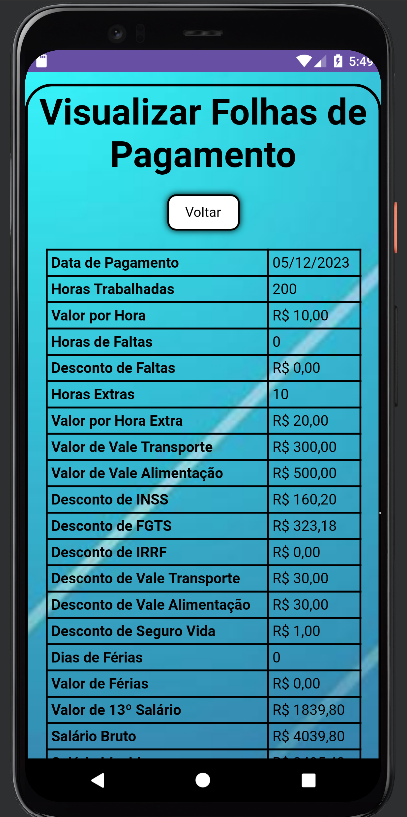 5:49
Visualizar Folhas de
Pagamento
Voltar
Data de Pagamento 05/12/2023
Horas Trabalhadas 200
Valor por Hora R$ 10,00
Horas de Faltas 0
Desconto de Faltas R$ 0,00
Horas Extras 10
Valor por Hora Extra R$ 20,00
Valor de Vale Transporte R$ 300,00
Valor de Vale Alimentação R$ 500,00
Desconto de INSS R$ 160,20
Desconto de FGTS R$ 323,18
Desconto de IRRF R$ 0,00
Desconto de Vale Transporte R$ 30,00
Desconto de Vale Alimentação R$ 30,00
Desconto de Seguro Vida R$ 1,00
Dias de Férias 0
Valor de Férias R$ 0,00
Valor de 13º Salário R$ 1839,80
Salário Bruto R$ 4039,80